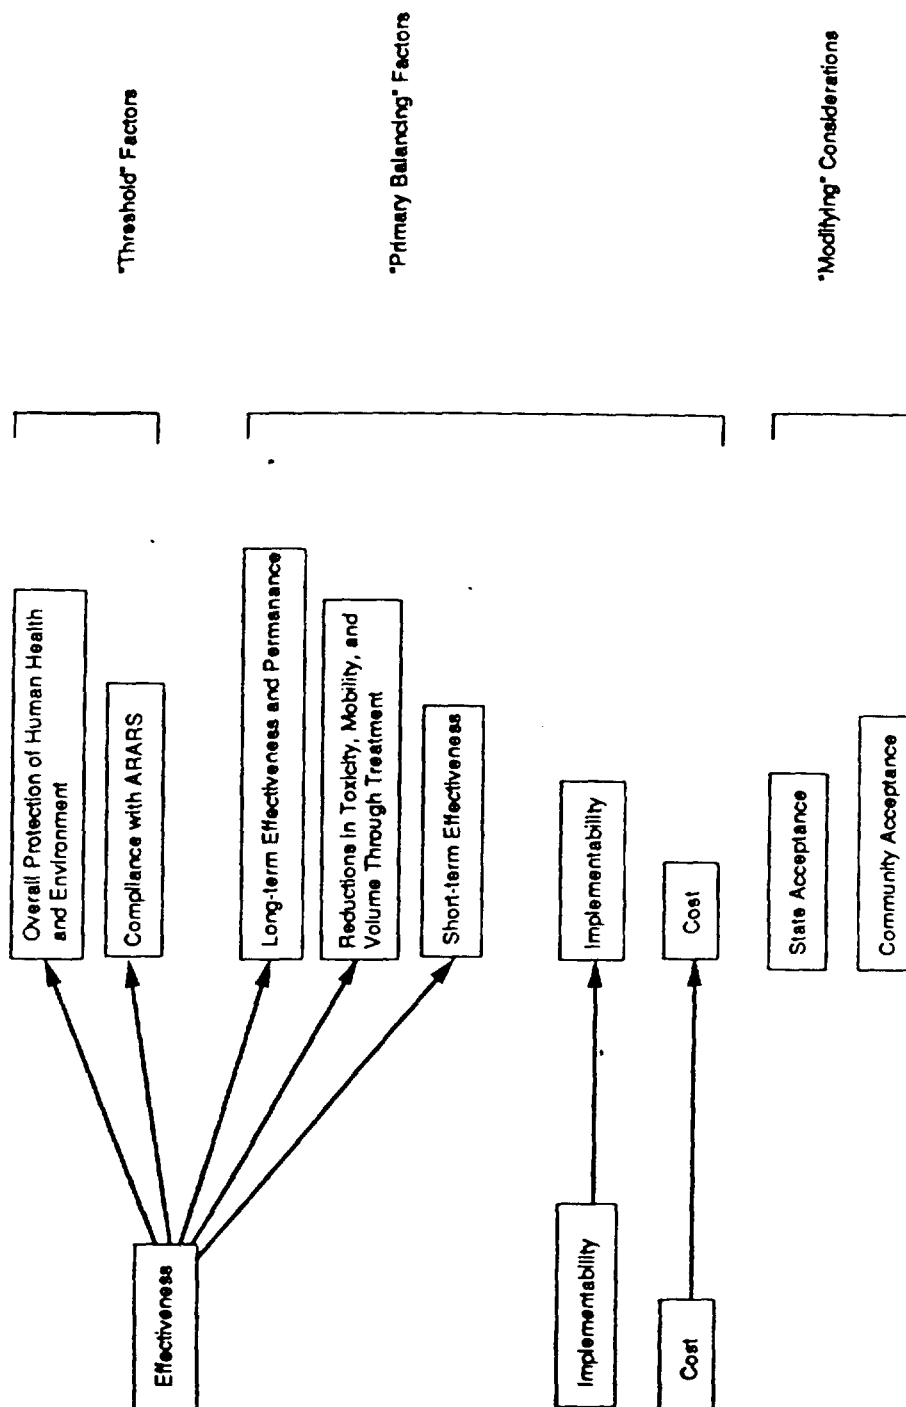 Effectiveness
Implementability
Cost
Overall Protection of Human Health
and Environment
Compliance with ARARS
Long-term Effectiveness and Permanance
Reductions In Toxicity, Mobility, and
Volume Through Treatment
Short-term Effectiveness
Implementability
Cost
State Acceptance
Community Acceptance
"Threshold" Factors
"Primary Balancing" Factors
"Modifying" Considerations